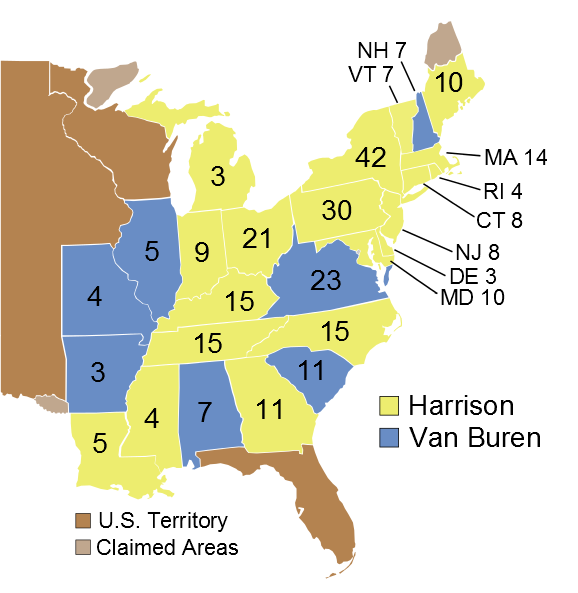 NH 7
VT 7
10
42
MA 14
3
RI 4
30
CT 8
21
5
9
NJ 8
DE 3
23
MD 10
4
15
15
15
3
11
Harrison
4
7
11
Van Buren
5
U.S. Territory
Claimed Areas